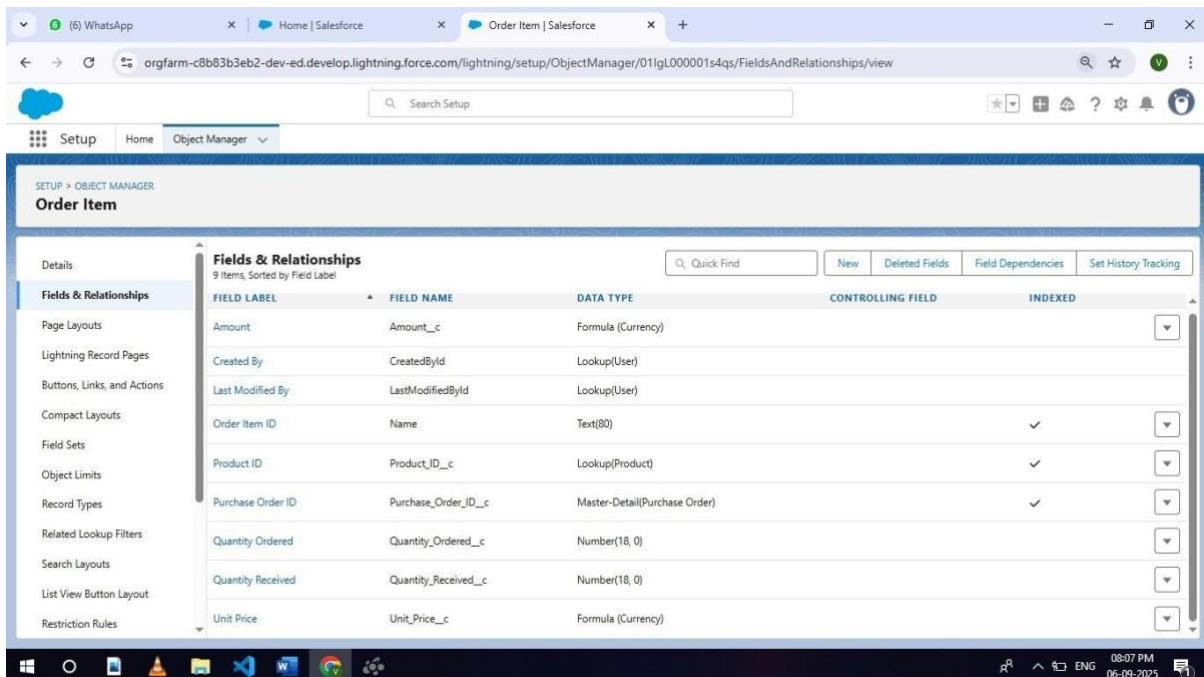 (6) WhatsApp
Home | Salesforce
Order Item | Salesforce
orgfarm-c8b83b3eb2-dev-ed.develop.lightning.force.com/lightning/setup/ObjectManager/01IgL000001s4qs/FieldsAndRelationships/view
V
Search Setup
Setup Home Object Manager
SETUP > OBJECT MANAGER
Order Item
Details
Fields & Relationships
Page Layouts
Lightning Record Pages
Buttons, Links, and Actions
Compact Layouts
Field Sets
Object Limits
Record Types
Related Lookup Filters
Search Layouts
List View Button Layout
Restriction Rules
Fields & Relationships
9 Items, Sorted by Field Label
Quick Find New Deleted Fields Field Dependencies Set History Tracking
FIELD LABEL FIELD NAME DATA TYPE CONTROLLING FIELD INDEXED
Amount Amount__c Formula (Currency)
Created By CreatedById Lookup(User)
Last Modified By LastModifiedById Lookup(User)
Order Item ID Name Text(80)
Product ID Product_ID__c Lookup(Product)
Purchase Order ID Purchase_Order_ID__c Master-Detail(Purchase Order)
Quantity Ordered Quantity_Ordered__c Number(18, 0)
Quantity Received Quantity_Received__c Number(18, 0)
Unit Price Unit_Price__c Formula (Currency)
ENG 08:07 PM
06-09-2025